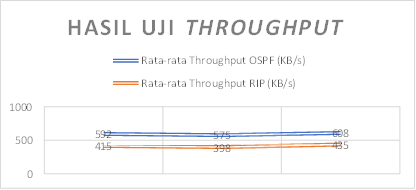 HASIL UJI THROUGHPUT
Rata-rata Throughput OSPF (KB/s)
Rata-rata Throughput RIP (KB/s)
1000
592 575 608
500
415 398 435
0